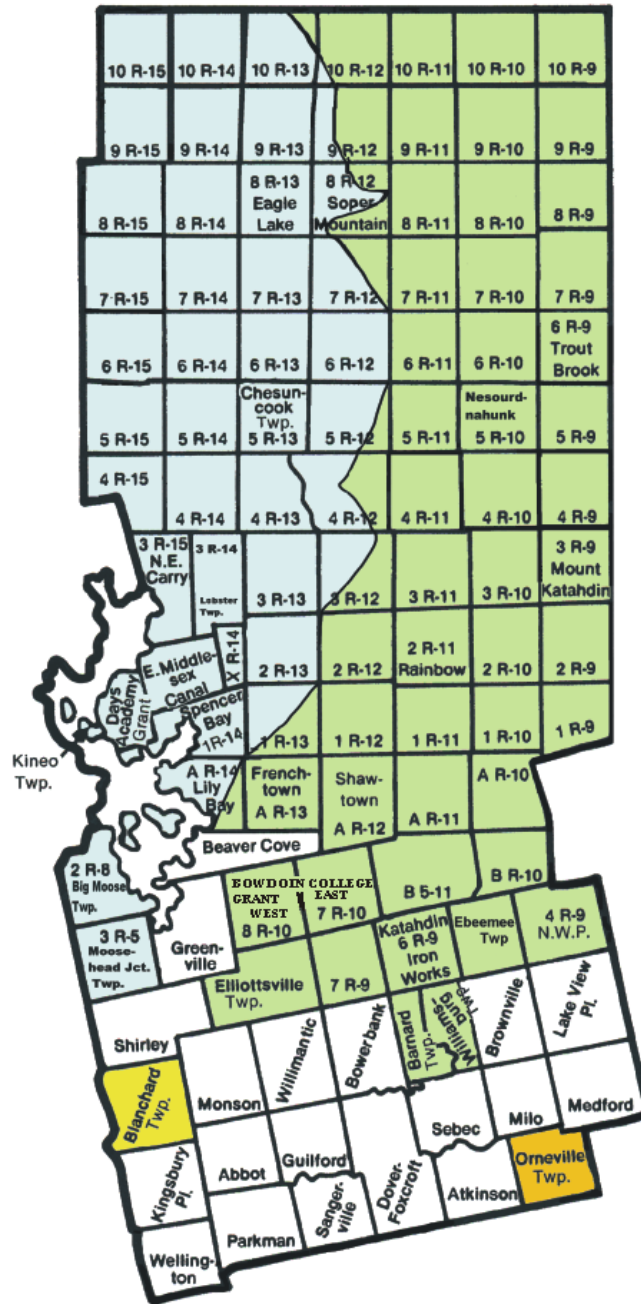 10 R-15
10 R-14
10 R-13
10 R-12
10 R-11
10 R-10
10 R-9
9 R-15
9 R-14
9 R-13
9 R-12
9 R-11
9 R-10
9 R-9
8 R-15
8 R-14
8 R-13
Eagle
Lake
8 R-12
Soper
Mountain
8 R-11
8 R-10
8 R-9
7 R-15
7 R-14
7 R-13
7 R-12
7 R-11
7 R-10
7 R-9
6 R-15
6 R-14
6 R-13
6 R-12
6 R-11
6 R-10
6 R-9
Trout
Brook
5 R-15
5 R-14
Chesun-
cook
Twp.
5 R-13
5 R-12
5 R-11
Nesourd-
nahunk
5 R-10
5 R-9
4 R-15
4 R-14
4 R-13
4 R-12
4 R-11
4 R-10
4 R-9
3 R-15
N.E.
Carry
3 R-14
Lobster
Twp.
3 R-13
3 R-12
3 R-11
3 R-10
3 R-9
Mount
Katahdin
E. Middle-
sex
Canal
X R-14
2 R-13
2 R-12
2 R-11
Rainbow
2 R-10
2 R-9
Days
Academy
Grant
Kineo
Twp.
Spencer
Bay
1 R-14
1 R-13
1 R-12
1 R-11
1 R-10
1 R-9
A R-14
Lily
Bay
French-
town
A R-13
Shaw-
town
A R-12
A R-11
A R-10
Beaver Cove
2 R-6
Big Moose
Twp.
BOWDOIN COLLEGE
GRANT
WEST
8 R-10
EAST
7 R-10
B 5-11
B R-10
3 R-5
Moose-
head Jct.
Twp.
Green-
ville
Elliottsville
Twp.
7 R-9
Katahdin
6 R-9
Iron
Works
Ebeemee
Twp
4 R-9
N.W.P.
Shirley
Willimantic
Bowerbank
Barnard
Twp.
Williams-
burg
Twp
Brownville
Lake View
Pl.
Blanchard
Twp.
Monson
Abbot
Guilford
Sebec
Milo
Medford
Kingsbury
Pl.
Parkman
Sanger-
ville
Dover-
Foxcroft
Atkinson
Orneville
Twp.
Welling-
ton